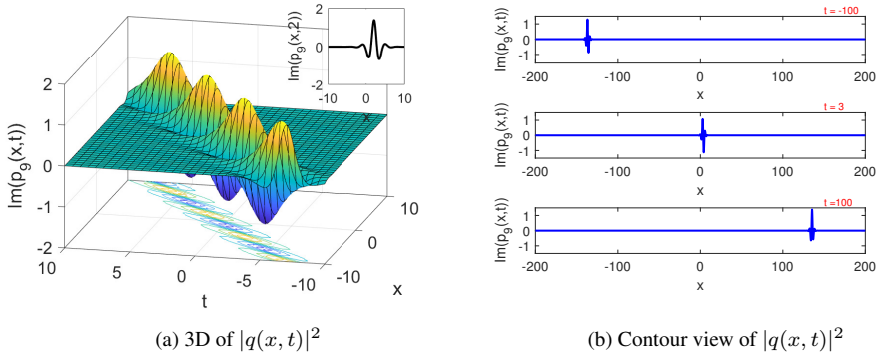 2
0
-2
Im(p9(x,2))
-10
0
10
x
2
1
0
-1
-2
Im(p9(x,t))
10
5
0
-5
-10
t
10
0
-10
x
(a) 3D of |q(x, t)|²
t = -100
1
0
-1
Im(p9(x,t))
-200
-100
0
100
200
x
t = 3
1
0
-1
Im(p9(x,t))
-200
-100
0
100
200
x
t =100
1
0
-1
Im(p9(x,t))
-200
-100
0
100
200
x
(b) Contour view of |q(x, t)|²